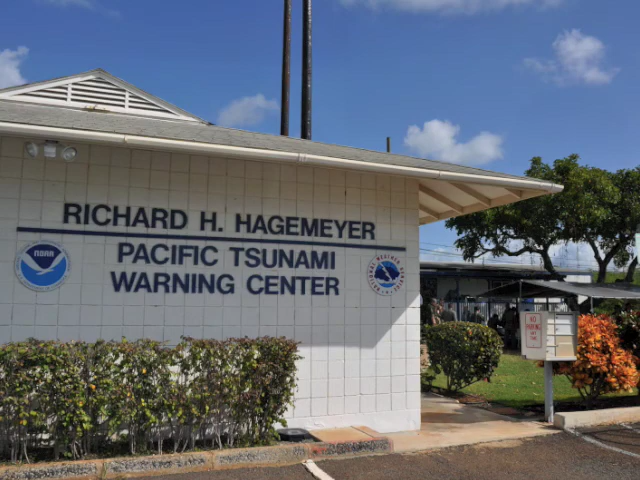 RICHARD H. HAGEMEYER
PACIFIC TSUNAMI
WARNING CENTER
NOAA
NO
PARKING